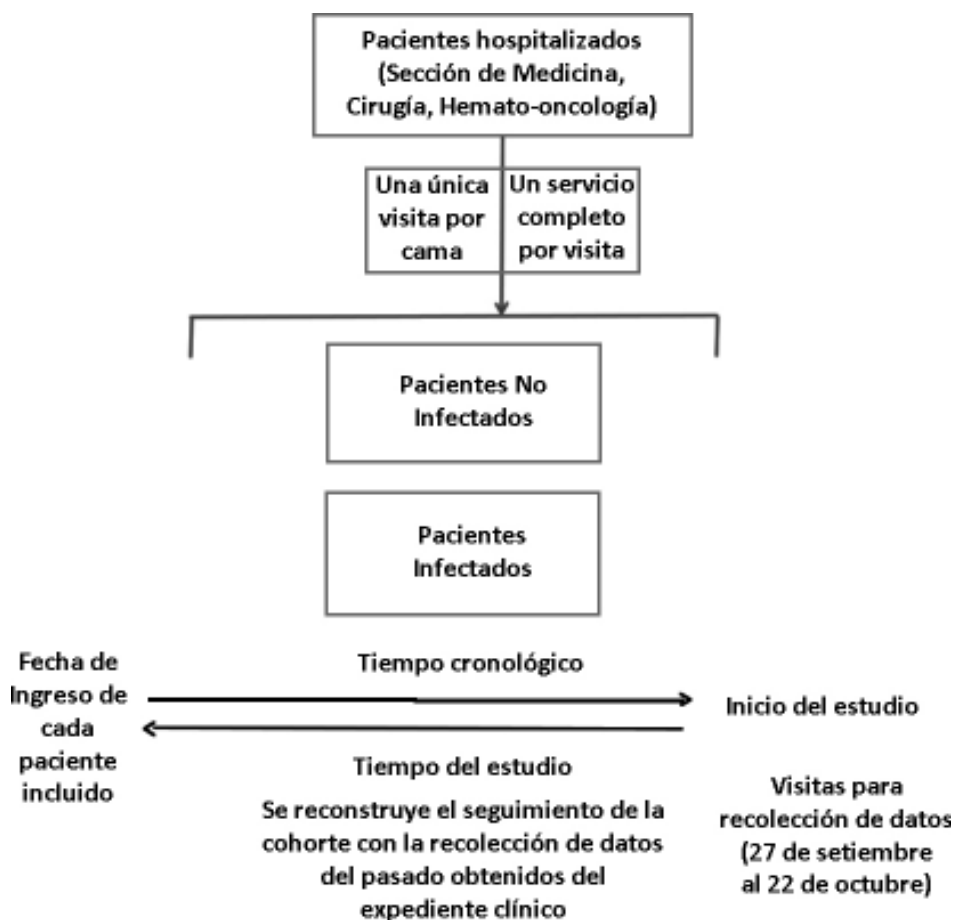 Pacientes hospitalizados
(Sección de Medicina,
Cirugía, Hemato-oncología)
Una única
visita por
cama
Un servicio
completo
por visita
Pacientes No
Infectados
Pacientes
Infectados
Fecha de
Ingreso de
cada
paciente
incluido
Tiempo cronológico
Inicio del estudio
Tiempo del estudio
Se reconstruye el seguimiento de la
cohorte con la recolección de datos
del pasado obtenidos del
expediente clínico
Visitas para
recolección de datos
(27 de setiembre
al 22 de octubre)